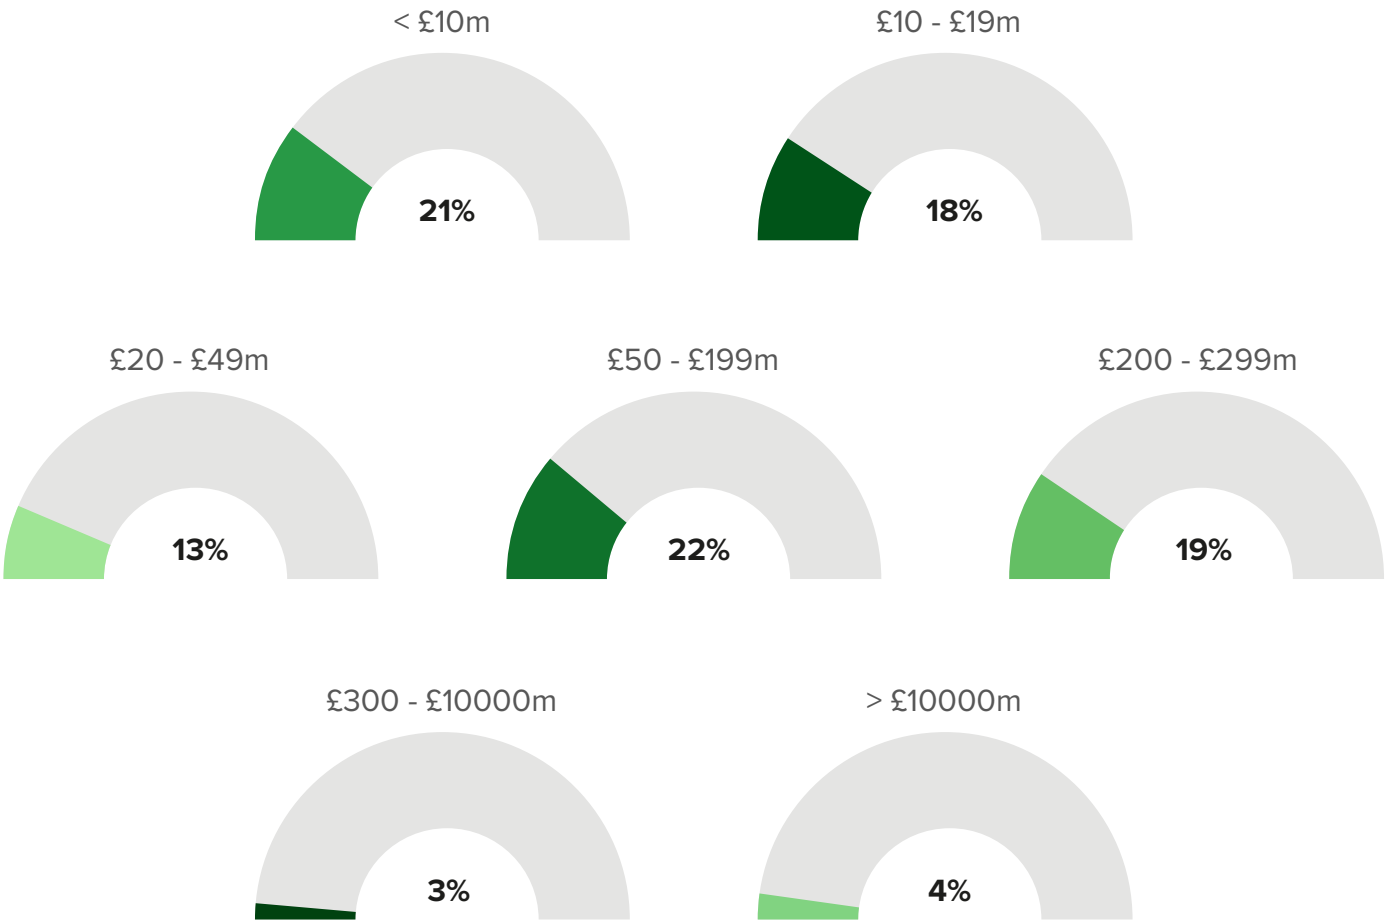 < £10m
£10 - £19m
21%
18%
£20 - £49m
£50 - £199m
£200 - £299m
13%
22%
19%
£300 - £10000m
> £10000m
3%
4%